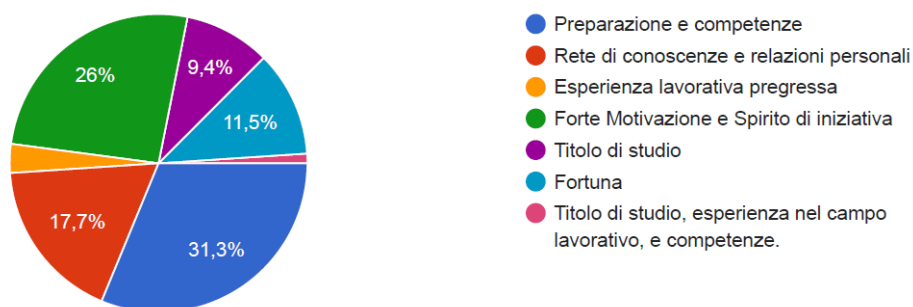 26%
9,4%
11,5%
17,7%
31,3%
Preparazione e competenze
Rete di conoscenze e relazioni personali
Esperienza lavorativa pregressa
Forte Motivazione e Spirito di iniziativa
Titolo di studio
Fortuna
Titolo di studio, esperienza nel campo
lavorativo, e competenze.